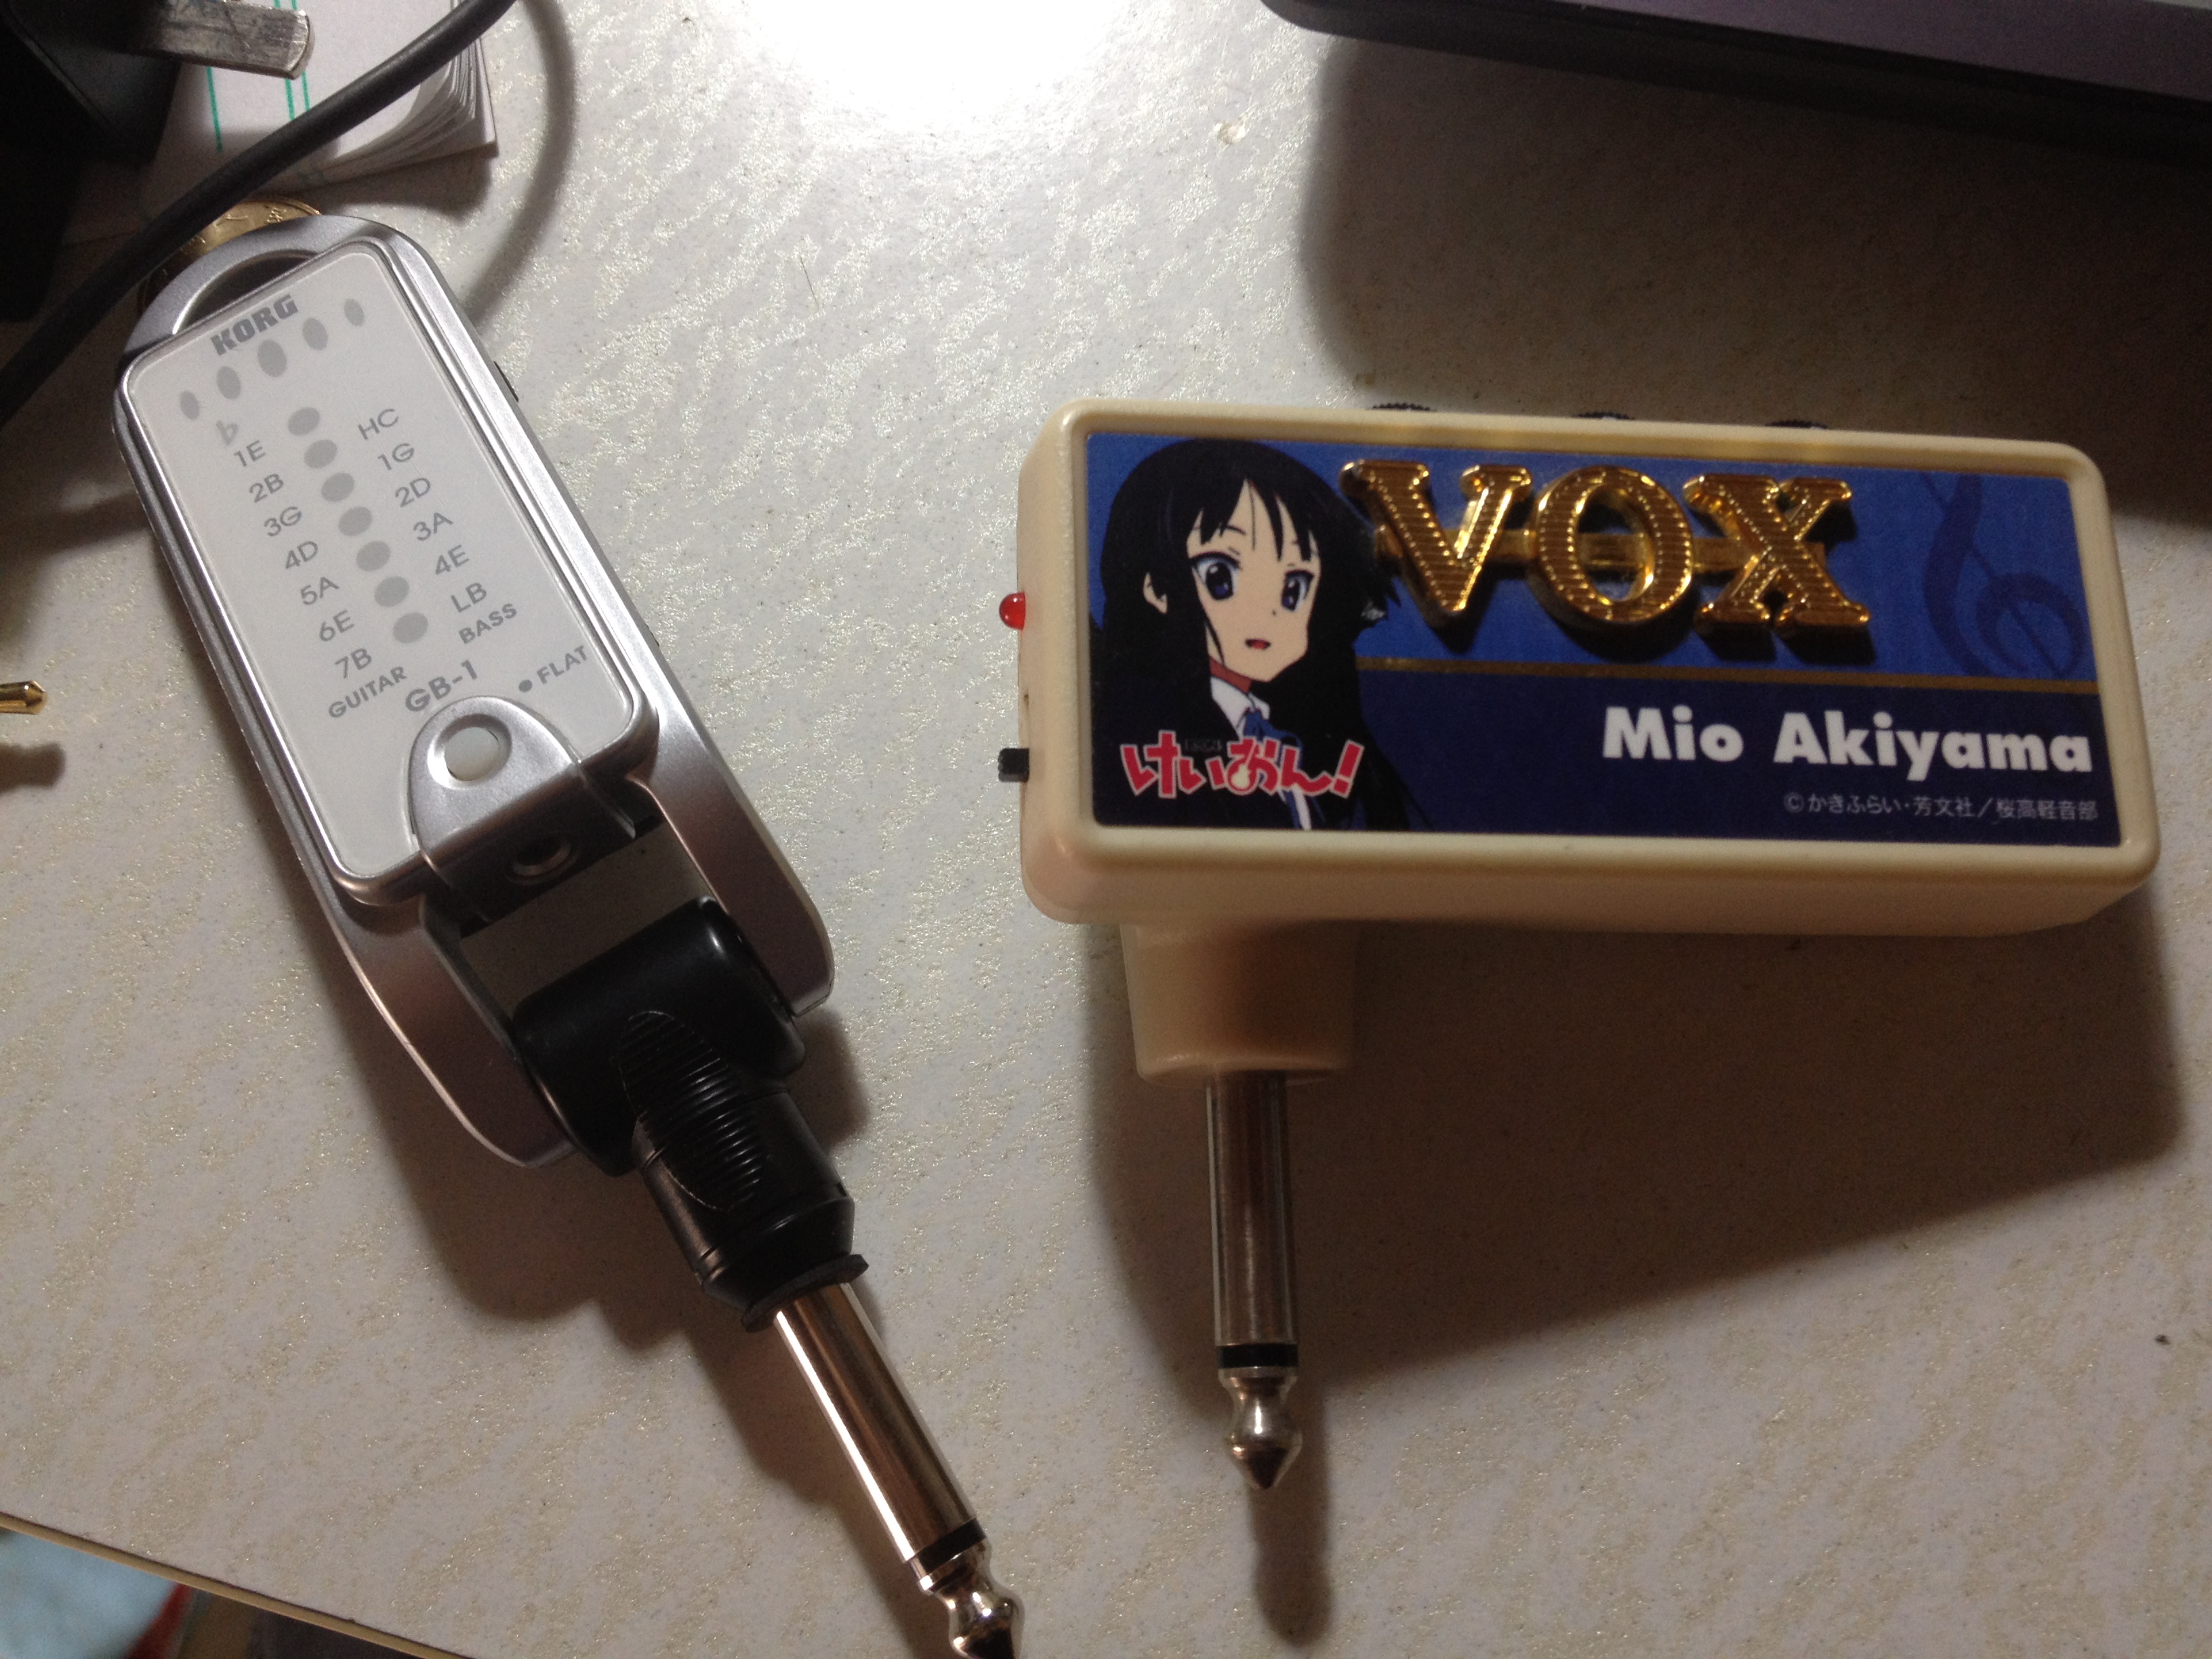 KORG
♭
1E HC
2B 1G
3G 2D
4D 3A
5A 4E
6E LB
7B BASS
GUITAR
GB-1 ● FLAT
VOX
Mio Akiyama
けいおん!
©かきふらい・芳文社/桜高軽音部